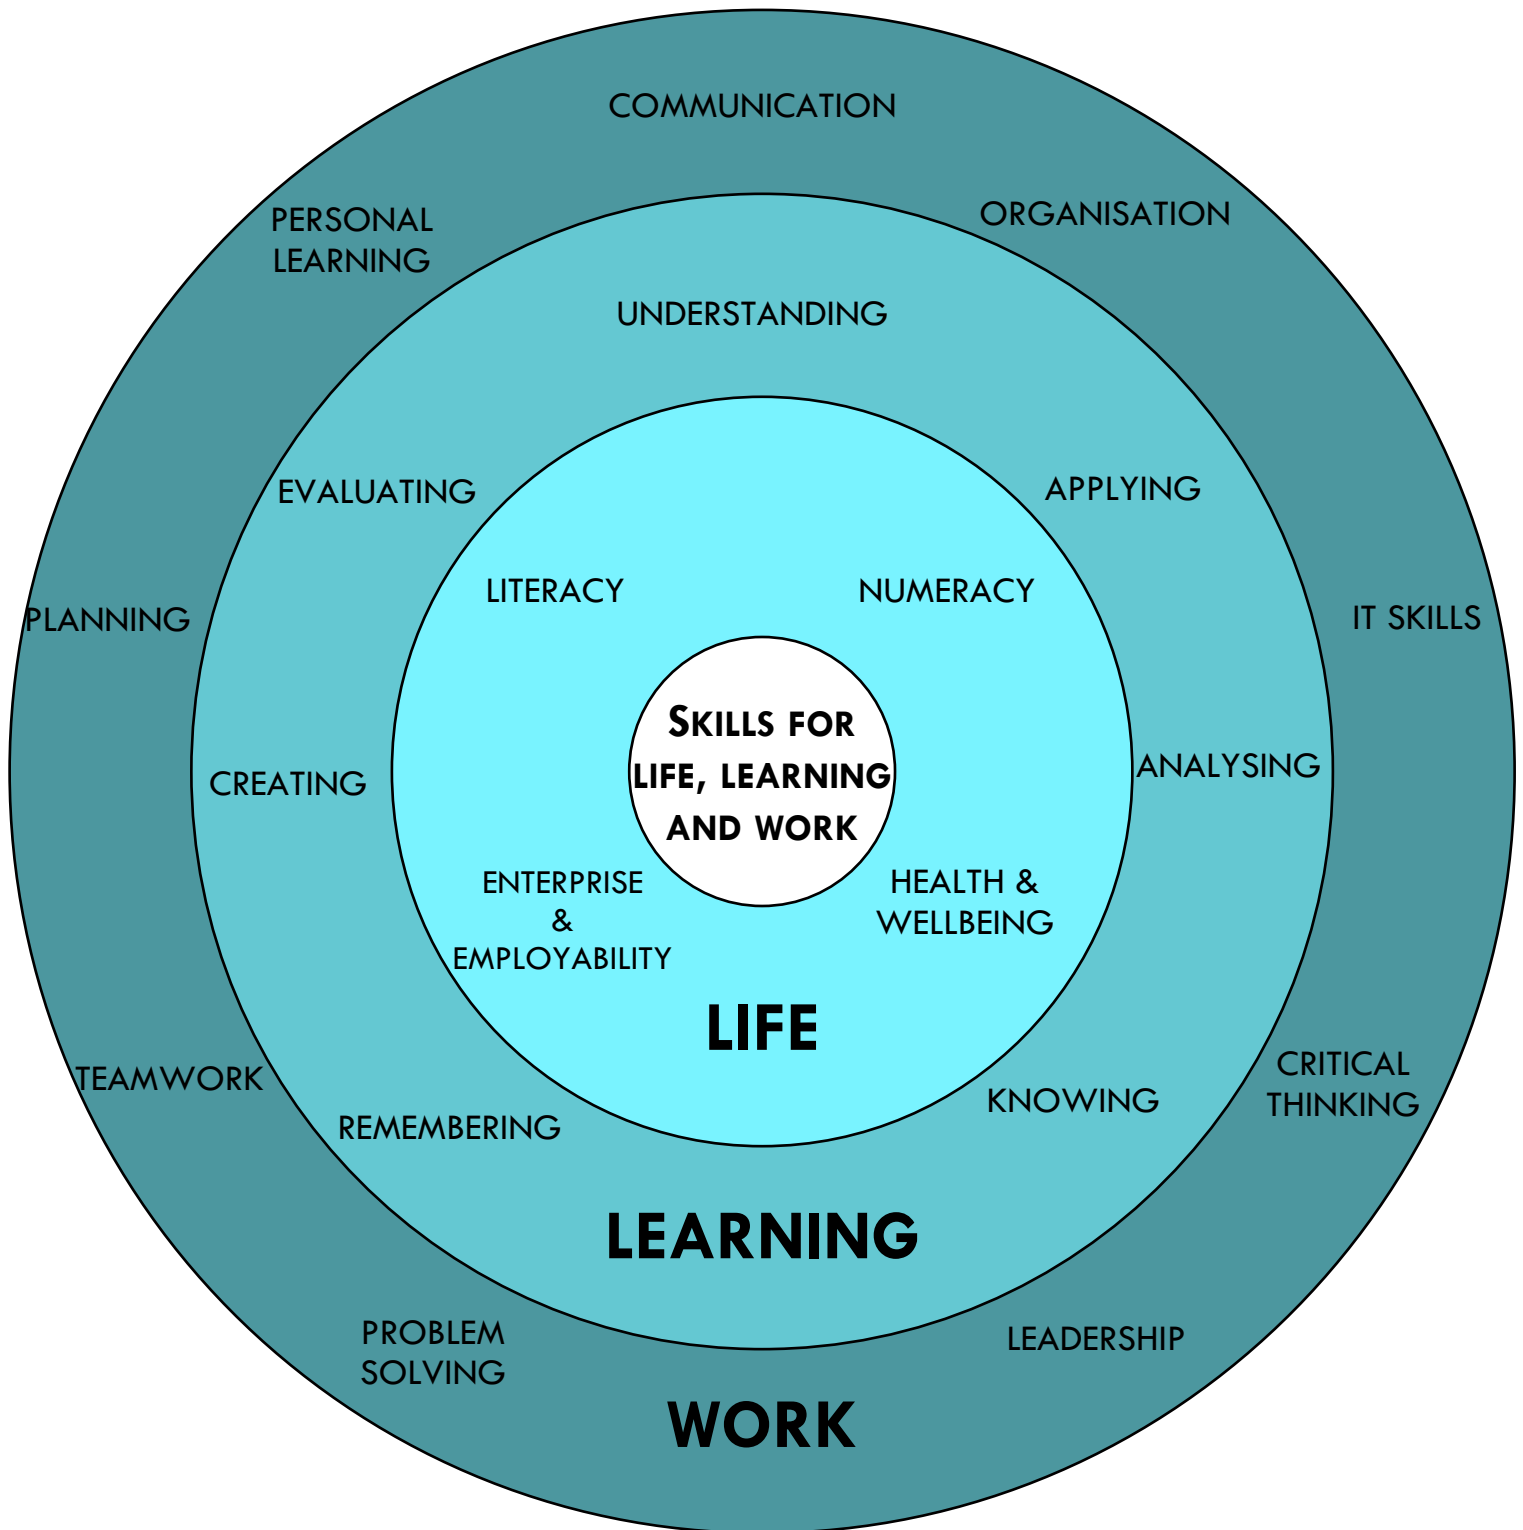 COMMUNICATION
ORGANISATION
PERSONAL
LEARNING
UNDERSTANDING
EVALUATING
APPLYING
LITERACY
NUMERACY
PLANNING
IT SKILLS
SKILLS FOR
LIFE, LEARNING
AND WORK
CREATING
ANALYSING
ENTERPRISE
&
EMPLOYABILITY
HEALTH &
WELLBEING
LIFE
TEAMWORK
CRITICAL
THINKING
REMEMBERING
KNOWING
LEARNING
PROBLEM
SOLVING
LEADERSHIP
WORK